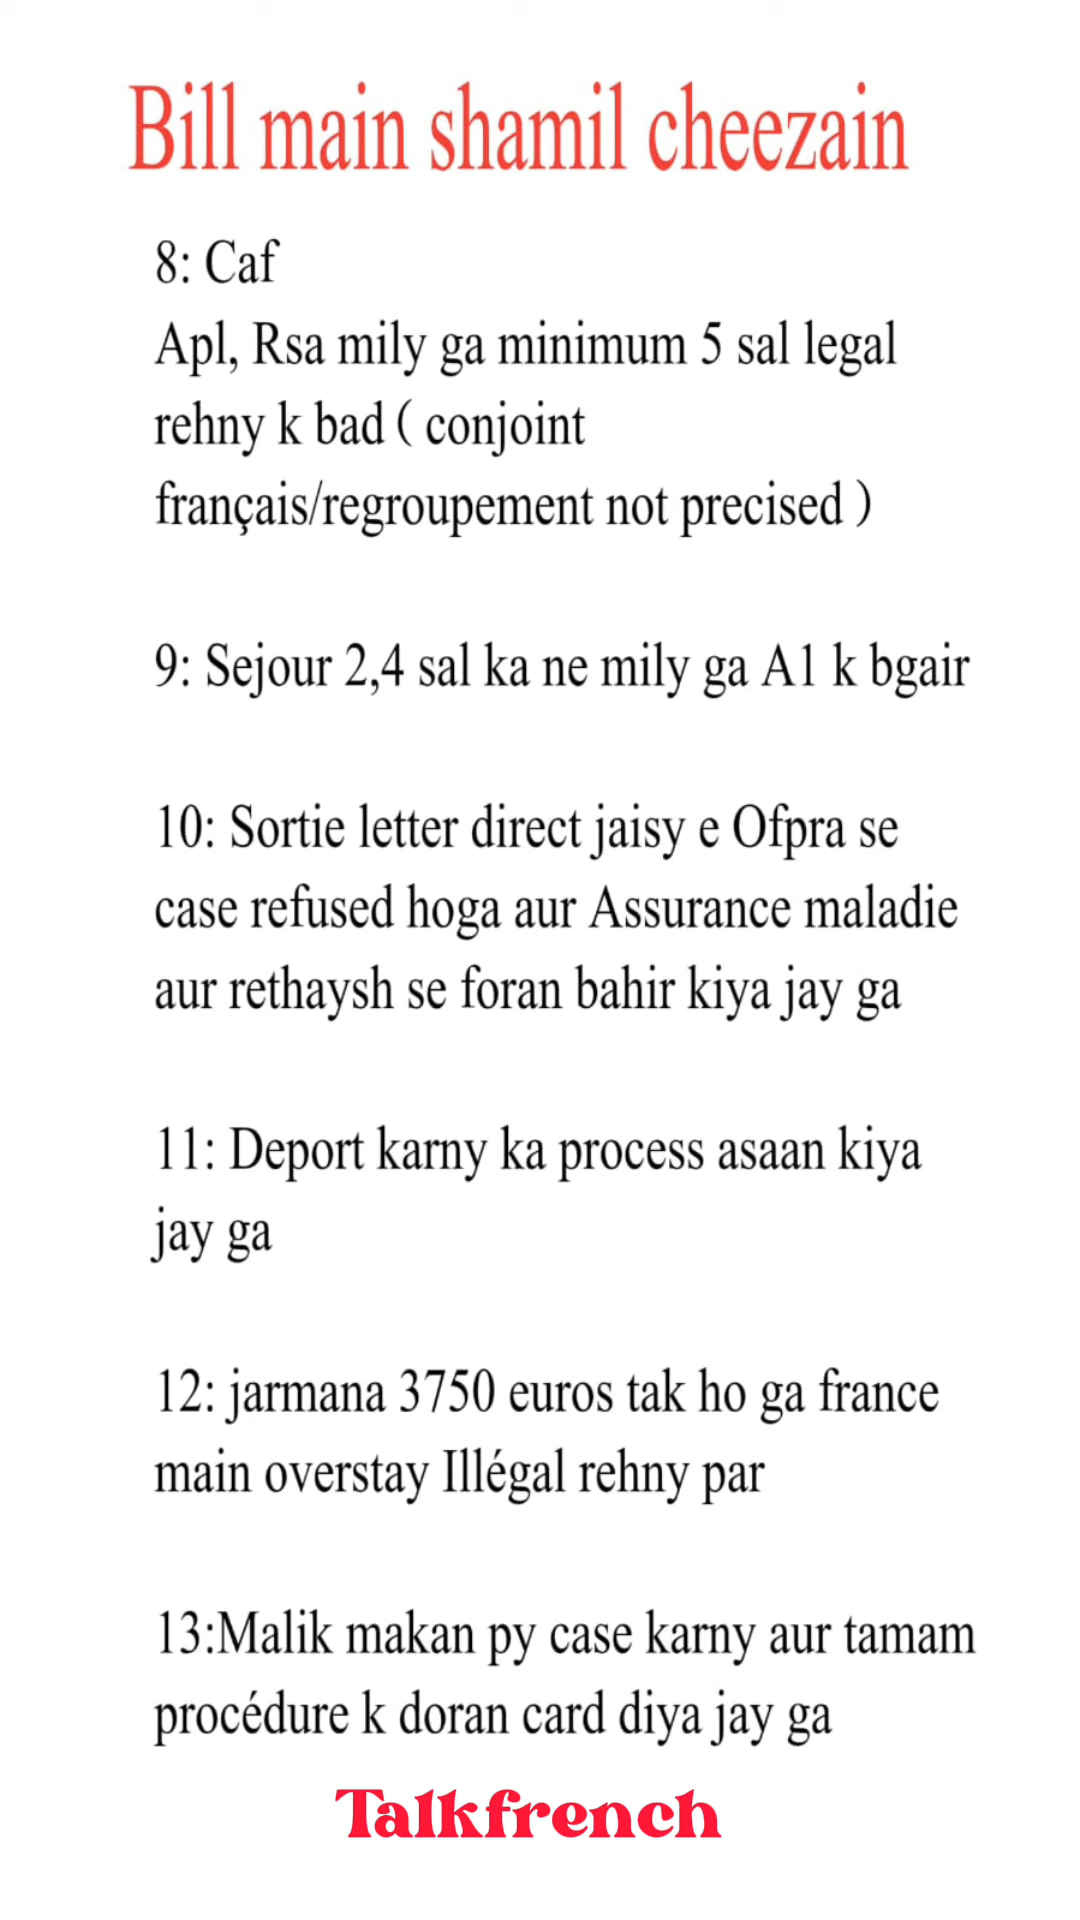 Bill main shamil cheezain
8: Caf
Apl, Rsa mily ga minimum 5 sal legal
rehny k bad ( conjoint
français/regroupement not precised )
9: Sejour 2,4 sal ka ne mily ga A1 k bgair
10: Sortie letter direct jaisy e Ofpra se
case refused hoga aur Assurance maladie
aur rethaysh se foran bahir kiya jay ga
11: Deport karny ka process asaan kiya
jay ga
12: jarmana 3750 euros tak ho ga france
main overstay Illégal rehny par
13:Malik makan py case karny aur tamam
procédure k doran card diya jay ga
Talkfrench